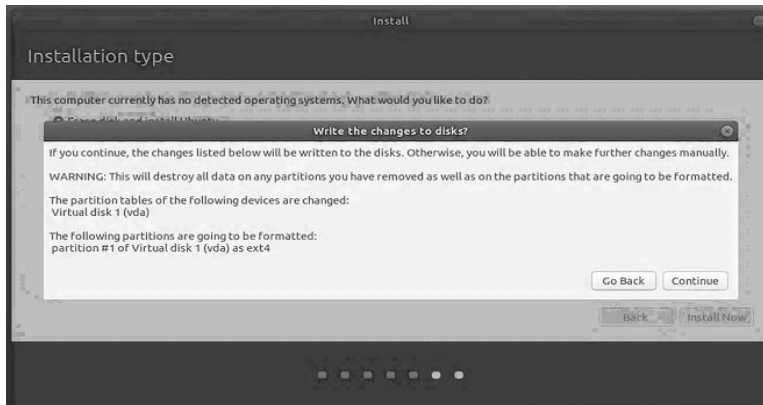 Install
Installation type
This computer currently has no detected operating systems. What would you like to do?
Erase disk and install Ubuntu
Write the changes to disks?
If you continue, the changes listed below will be written to the disks. Otherwise, you will be able to make further changes manually.
WARNING: This will destroy all data on any partitions you have removed as well as on the partitions that are going to be formatted.
The partition tables of the following devices are changed:
Virtual disk 1 (vda)
The following partitions are going to be formatted:
partition #1 of Virtual disk 1 (vda) as ext4
Go Back Continue
Back Install Now